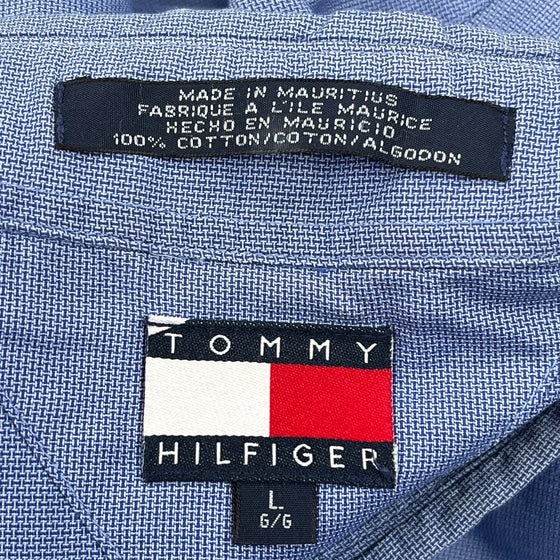 MADE IN MAURITIUS
FABRIQUE A L'ILE MAURICE
HECHO EN MAURICIO
100% COTTON/COTON/ALGODON
TOMMY
HILFIGER
L
G/G